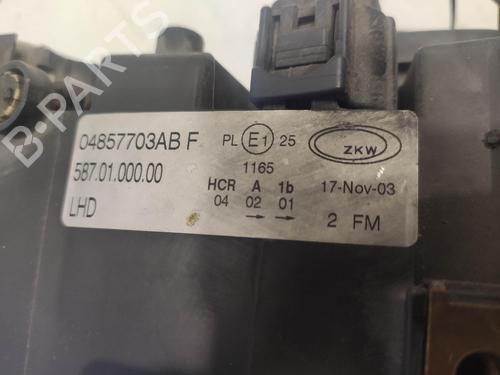 B-PARTS
04857703AB F
587.01.000.00
LHD
PL E1 25
1165
HCR A 1b
04 02 01
→ →
ZKW
17-Nov-03
2 FM